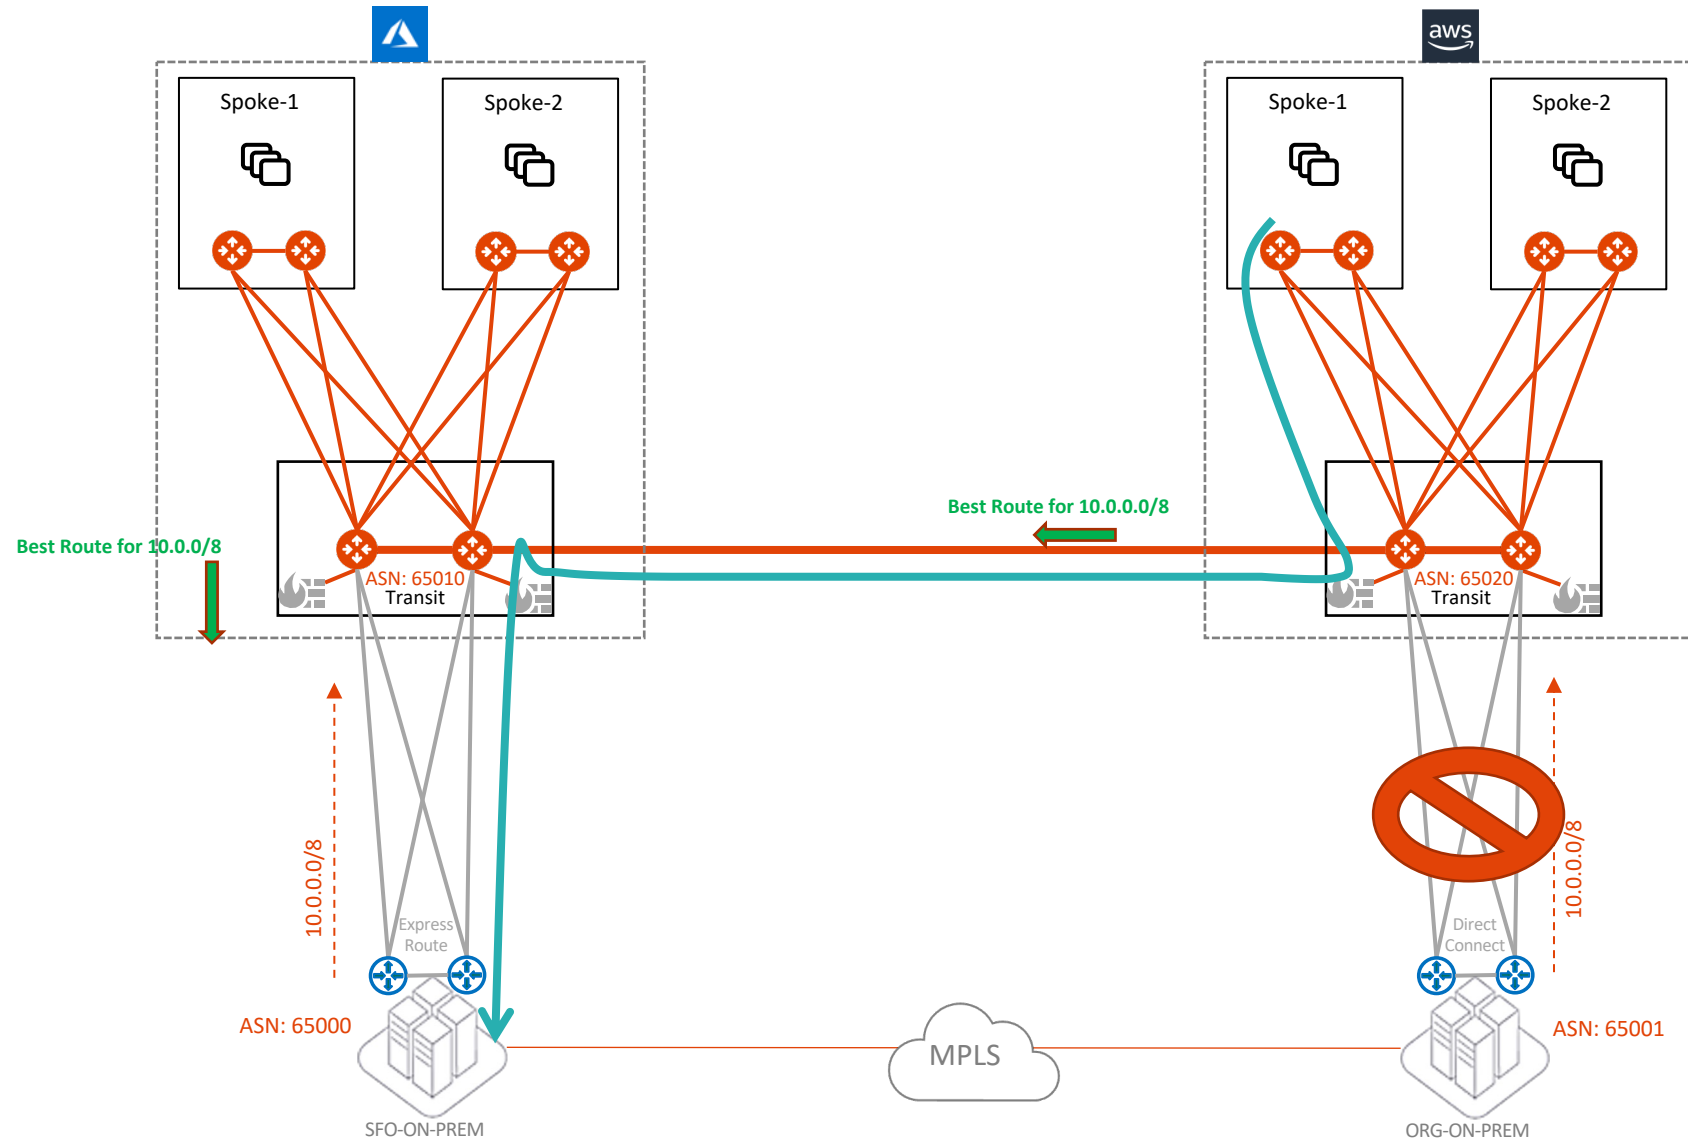 aws
Spoke-1
Spoke-2
Spoke-1
Spoke-2
Best Route for 10.0.0.0/8
Best Route for 10.0.0/8
ASN: 65010
Transit
ASN: 65020
Transit
10.0.0.0/8
10.0.0.0/8
Express
Route
Direct
Connect
ASN: 65000
ASN: 65001
MPLS
SFO-ON-PREM
ORG-ON-PREM